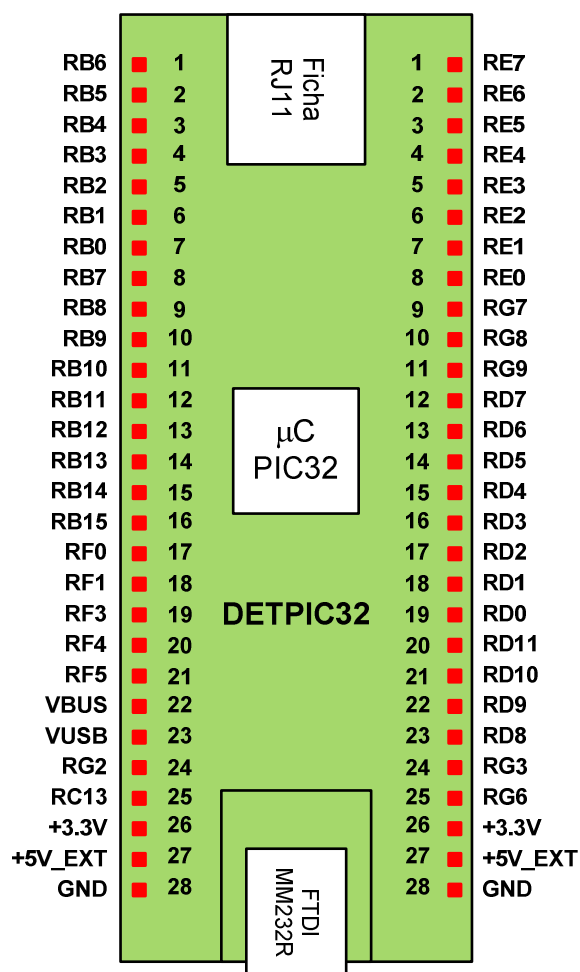 Ficha
RJ11
RB6 1 1 RE7
RB5 2 2 RE6
RB4 3 3 RE5
RB3 4 4 RE4
RB2 5 5 RE3
RB1 6 6 RE2
RB0 7 7 RE1
RB7 8 8 RE0
RB8 9 9 RG7
RB9 10 10 RG8
RB10 11 11 RG9
RB11 12 12 RD7
RB12 13 13 RD6
RB13 14 14 RD5
RB14 15 15 RD4
RB15 16 16 RD3
RF0 17 17 RD2
RF1 18 18 RD1
RF3 19 19 RD0
RF4 20 20 RD11
RF5 21 21 RD10
VBUS 22 22 RD9
VUSB 23 23 RD8
RG2 24 24 RG3
RC13 25 25 RG6
+3.3V 26 26 +3.3V
+5V_EXT 27 27 +5V_EXT
GND 28 28 GND
μC
PIC32
DETPIC32
FTDI
MM232R